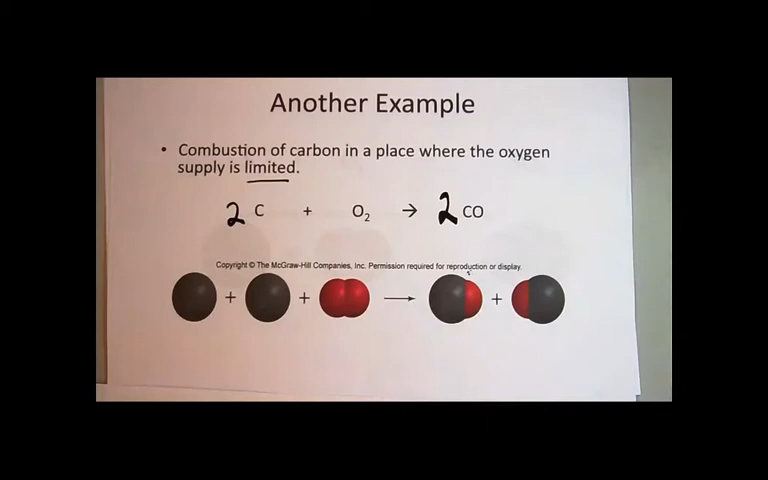 Another Example
• Combustion of carbon in a place where the oxygen
supply is limited.
2 C + O₂ → 2 CO
Copyright © The McGraw-Hill Companies, Inc. Permission required for reproduction or display.
+ + → +